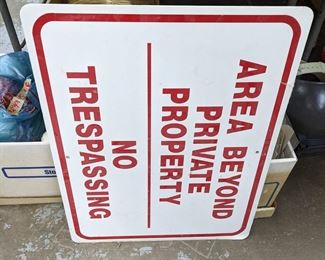 AREA BEYOND
PRIVATE
PROPERTY
NO
TRESPASSING